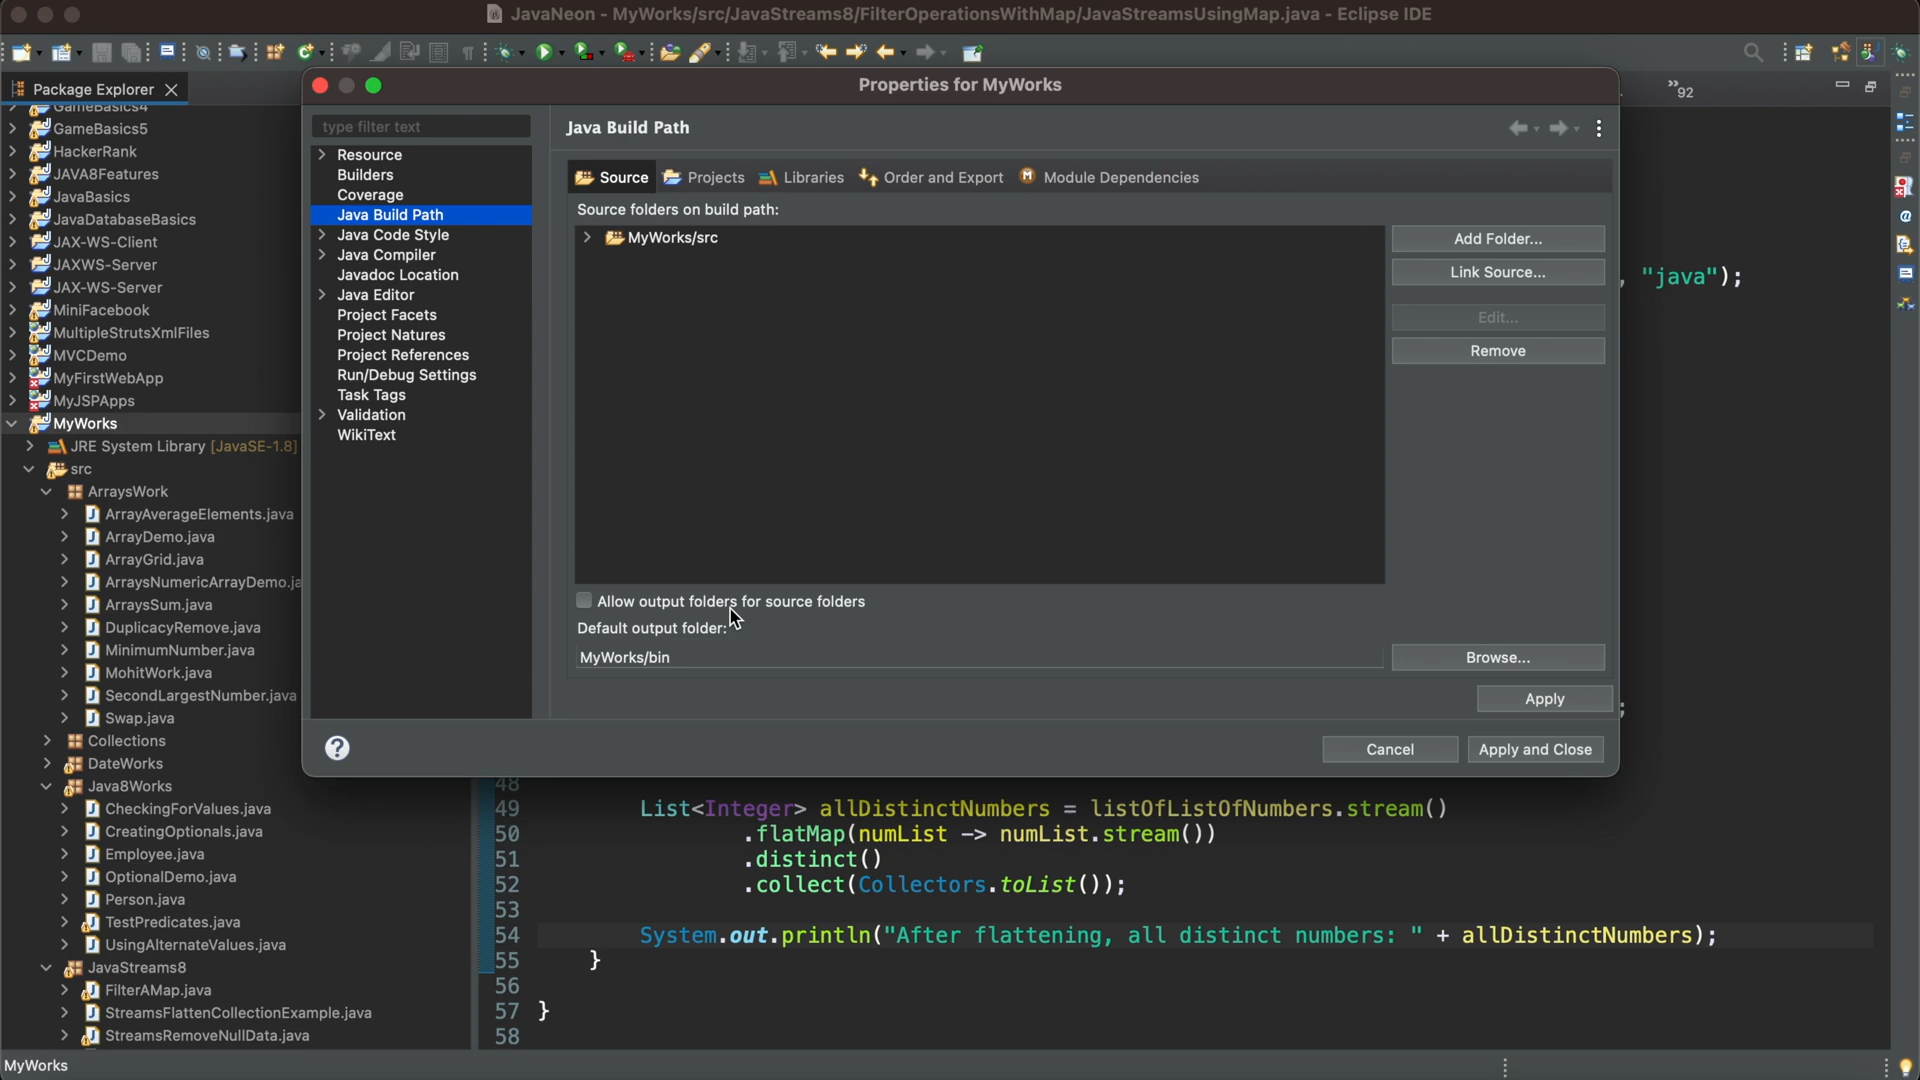 JavaNeon - MyWorks/src/JavaStreams8/FilterOperationsWithMap/JavaStreamsUsingMap.java - Eclipse IDE
Package Explorer
GameBasics4
GameBasics5
HackerRank
JAVA8Features
JavaBasics
JavaDatabaseBasics
JAX-WS-Client
JAXWS-Server
JAX-WS-Server
MiniFacebook
MultipleStrutsXmlFiles
MVCDemo
MyFirstWebApp
MyJSPApps
MyWorks
JRE System Library [JavaSE-1.8]
src
ArraysWork
ArrayAverageElements.java
ArrayDemo.java
ArrayGrid.java
ArraysNumericArrayDemo.ja
ArraysSum.java
DuplicacyRemove.java
MinimumNumber.java
MohitWork.java
SecondLargestNumber.java
Swap.java
Collections
DateWorks
Java8Works
CheckingForValues.java
CreatingOptionals.java
Employee.java
OptionalDemo.java
Person.java
TestPredicates.java
UsingAlternateValues.java
JavaStreams8
FilterAMap.java
StreamsFlattenCollectionExample.java
StreamsRemoveNullData.java
MyWorks
Properties for MyWorks
type filter text
Resource
Builders
Coverage
Java Build Path
Java Code Style
Java Compiler
Javadoc Location
Java Editor
Project Facets
Project Natures
Project References
Run/Debug Settings
Task Tags
Validation
WikiText
Java Build Path
Source Projects Libraries Order and Export M Module Dependencies
Source folders on build path:
MyWorks/src
Add Folder...
Link Source...
Edit...
Remove
Allow output folders for source folders
Default output folder:
MyWorks/bin
Browse...
Apply
?
Cancel
Apply and Close
»92
, "java");
;
48
49 List<Integer> allDistinctNumbers = listOfListOfNumbers.stream()
50 .flatMap(numList -> numList.stream())
51 .distinct()
52 .collect(Collectors.toList());
53
54 System.out.println("After flattening, all distinct numbers: " + allDistinctNumbers);
55 }
56
57 }
58